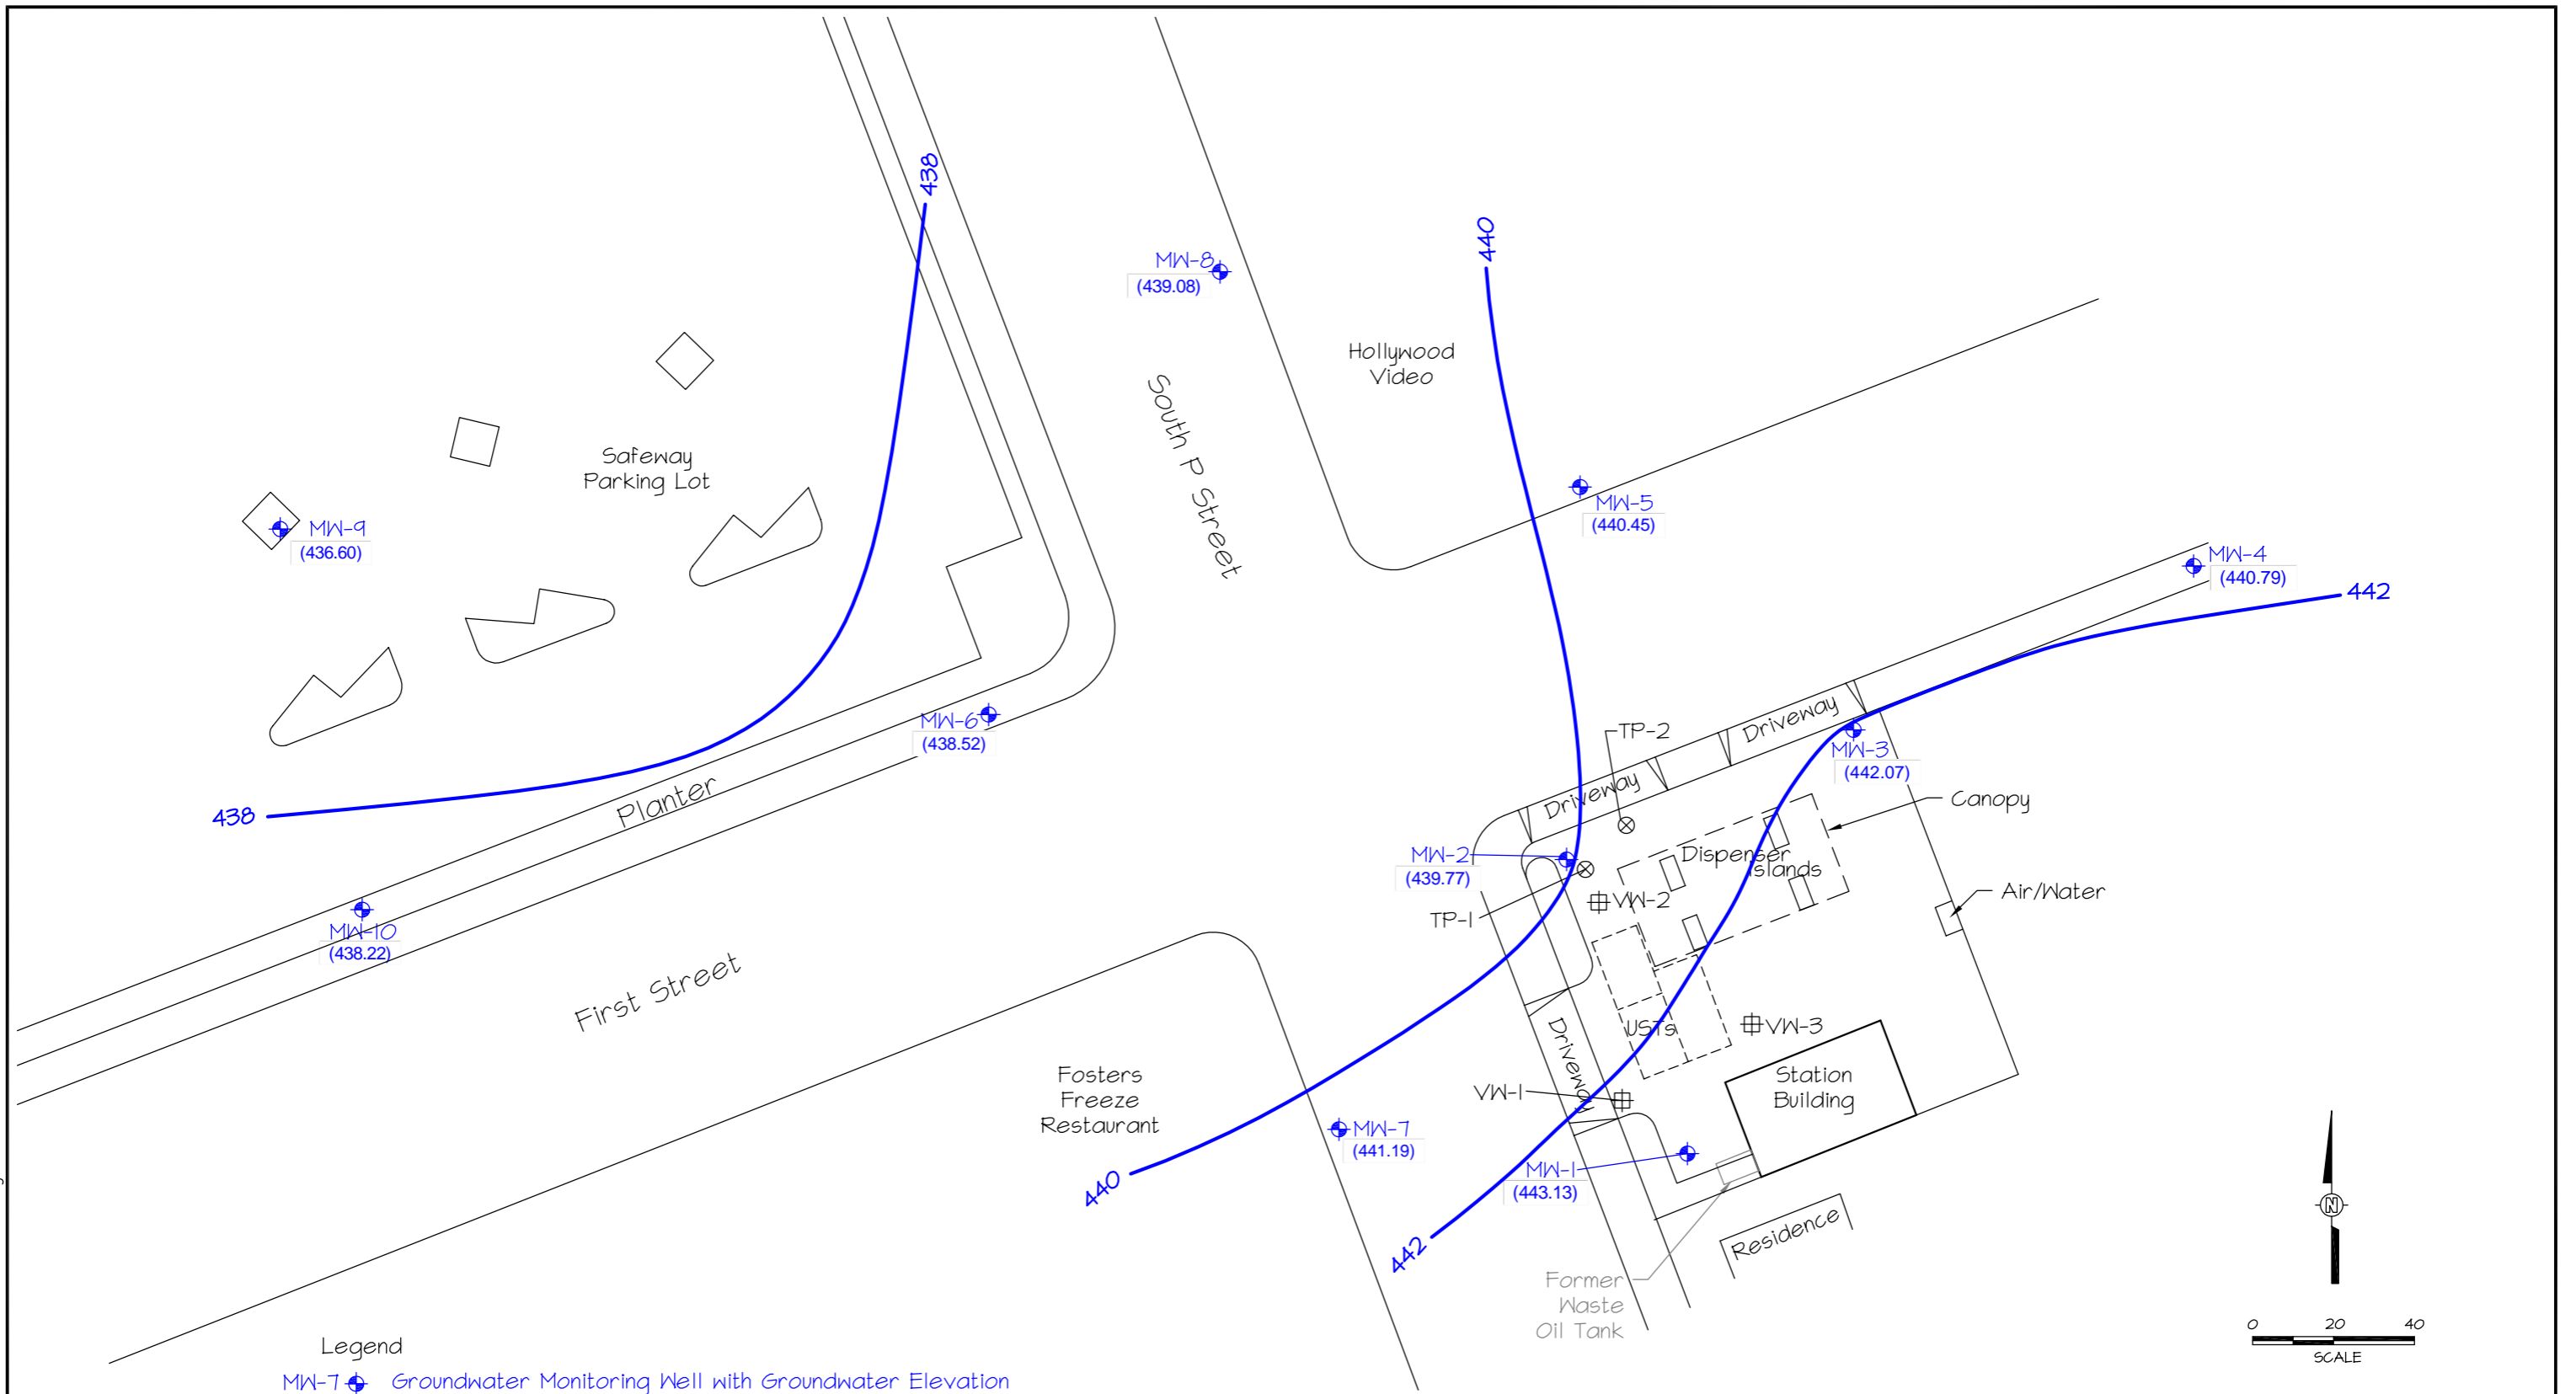 438
440
MW-8
(439.08)
Hollywood
Video
South P Street
Safeway
Parking Lot
MW-9
(436.60)
MW-5
(440.45)
MW-4
(440.79)
442
MW-6
(438.52)
TP-2
Driveway
MW-3
(442.07)
Driveway
Canopy
438
Planter
MW-2
(439.77)
Dispenser
Islands
Air/Water
TP-1
VW-2
MW-10
(438.22)
First Street
USTs
VW-3
Driveway
Fosters
Freeze
Restaurant
VW-1
Station
Building
MW-7
(441.19)
MW-1
(443.13)
440
442
Residence
Former
Waste
Oil Tank
N
0 20 40
SCALE
Legend
MW-7 Groundwater Monitoring Well with Groundwater Elevation